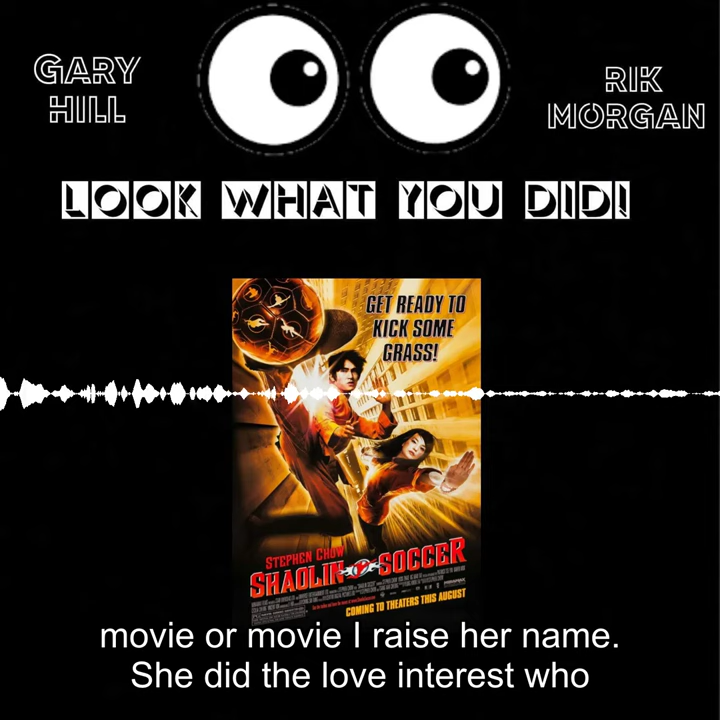 GARY
HILL
RIK
MORGAN
LOOK WHAT YOU DID!
GET READY TO
KICK SOME
GRASS!
STEPHEN CHOW
SHAOLIN SOCCER
COMING TO THEATERS THIS AUGUST
movie or movie I raise her name.
She did the love interest who